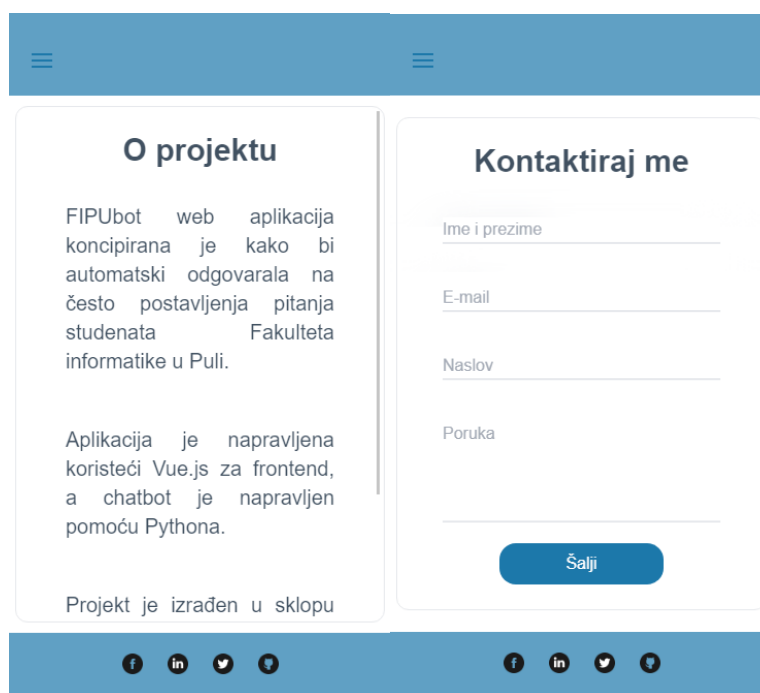 O projektu
FIPUbot web aplikacija
koncipirana je kako bi
automatski odgovarala na
često postavljenja pitanja
studenata Fakulteta
informatike u Puli.
Aplikacija je napravljena
koristeći Vue.js za frontend,
a chatbot je napravljen
pomoću Pythona.
Projekt je izrađen u sklopu
Kontaktiraj me
Ime i prezime
E-mail
Naslov
Poruka
Šalji